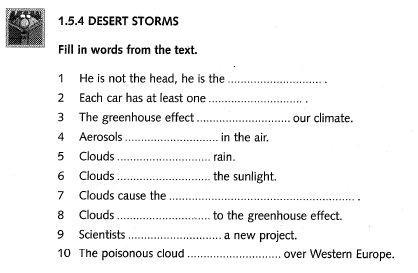 1.5.4 DESERT STORMS
Fill in words from the text.
1 He is not the head, he is the ............................ .
2 Each car has at least one ............................ .
3 The greenhouse effect ............................ our climate.
4 Aerosols ............................ in the air.
5 Clouds ............................ rain.
6 Clouds ............................ the sunlight.
7 Clouds cause the ........................................................ .
8 Clouds ............................ to the greenhouse effect.
9 Scientists ............................ a new project.
10 The poisonous cloud ............................ over Western Europe.